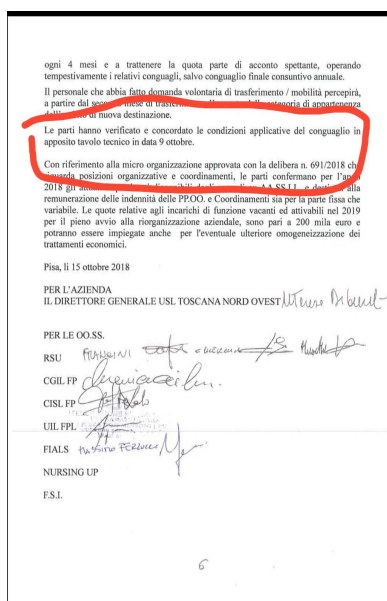 ogni 4 mesi e a trattenere la quota parte di acconto spettante, operando
tempestivamente i relativi conguagli, salvo conguaglio finale consuntivo annuale.
Il personale che abbia fatto domanda volontaria di trasferimento / mobilità percepirà,
a partire dal mese di appartenenza
di nuova destinazione.
Le parti hanno verificato e concordato le condizioni applicative del conguaglio in
apposito tavolo tecnico in data 9 ottobre.
Con riferimento alla micro organizzazione approvata con la delibera n. 691/2018 che
riguarda posizioni organizzative e coordinamenti, le parti confermano per l'anno
2018 gli alla
remunerazione delle indennità delle PP.OO. e Coordinamenti sia per la parte fissa che
variabile. Le quote relative agli incarichi di funzione vacanti ed attivabili nel 2019
per il pieno avvio alla riorganizzazione aziendale, sono pari a 200 mila euro e
potranno essere impiegate anche per l'eventuale ulteriore omogeneizzazione dei
trattamenti economici.
Pisa, lì 15 ottobre 2018
PER L'AZIENDA
IL DIRETTORE GENERALE USL TOSCANA NORD OVEST
PER LE OO.SS.
RSU
CGIL FP
CISL FP
UIL FPL
FIALS
NURSING UP
F.S.I.
6